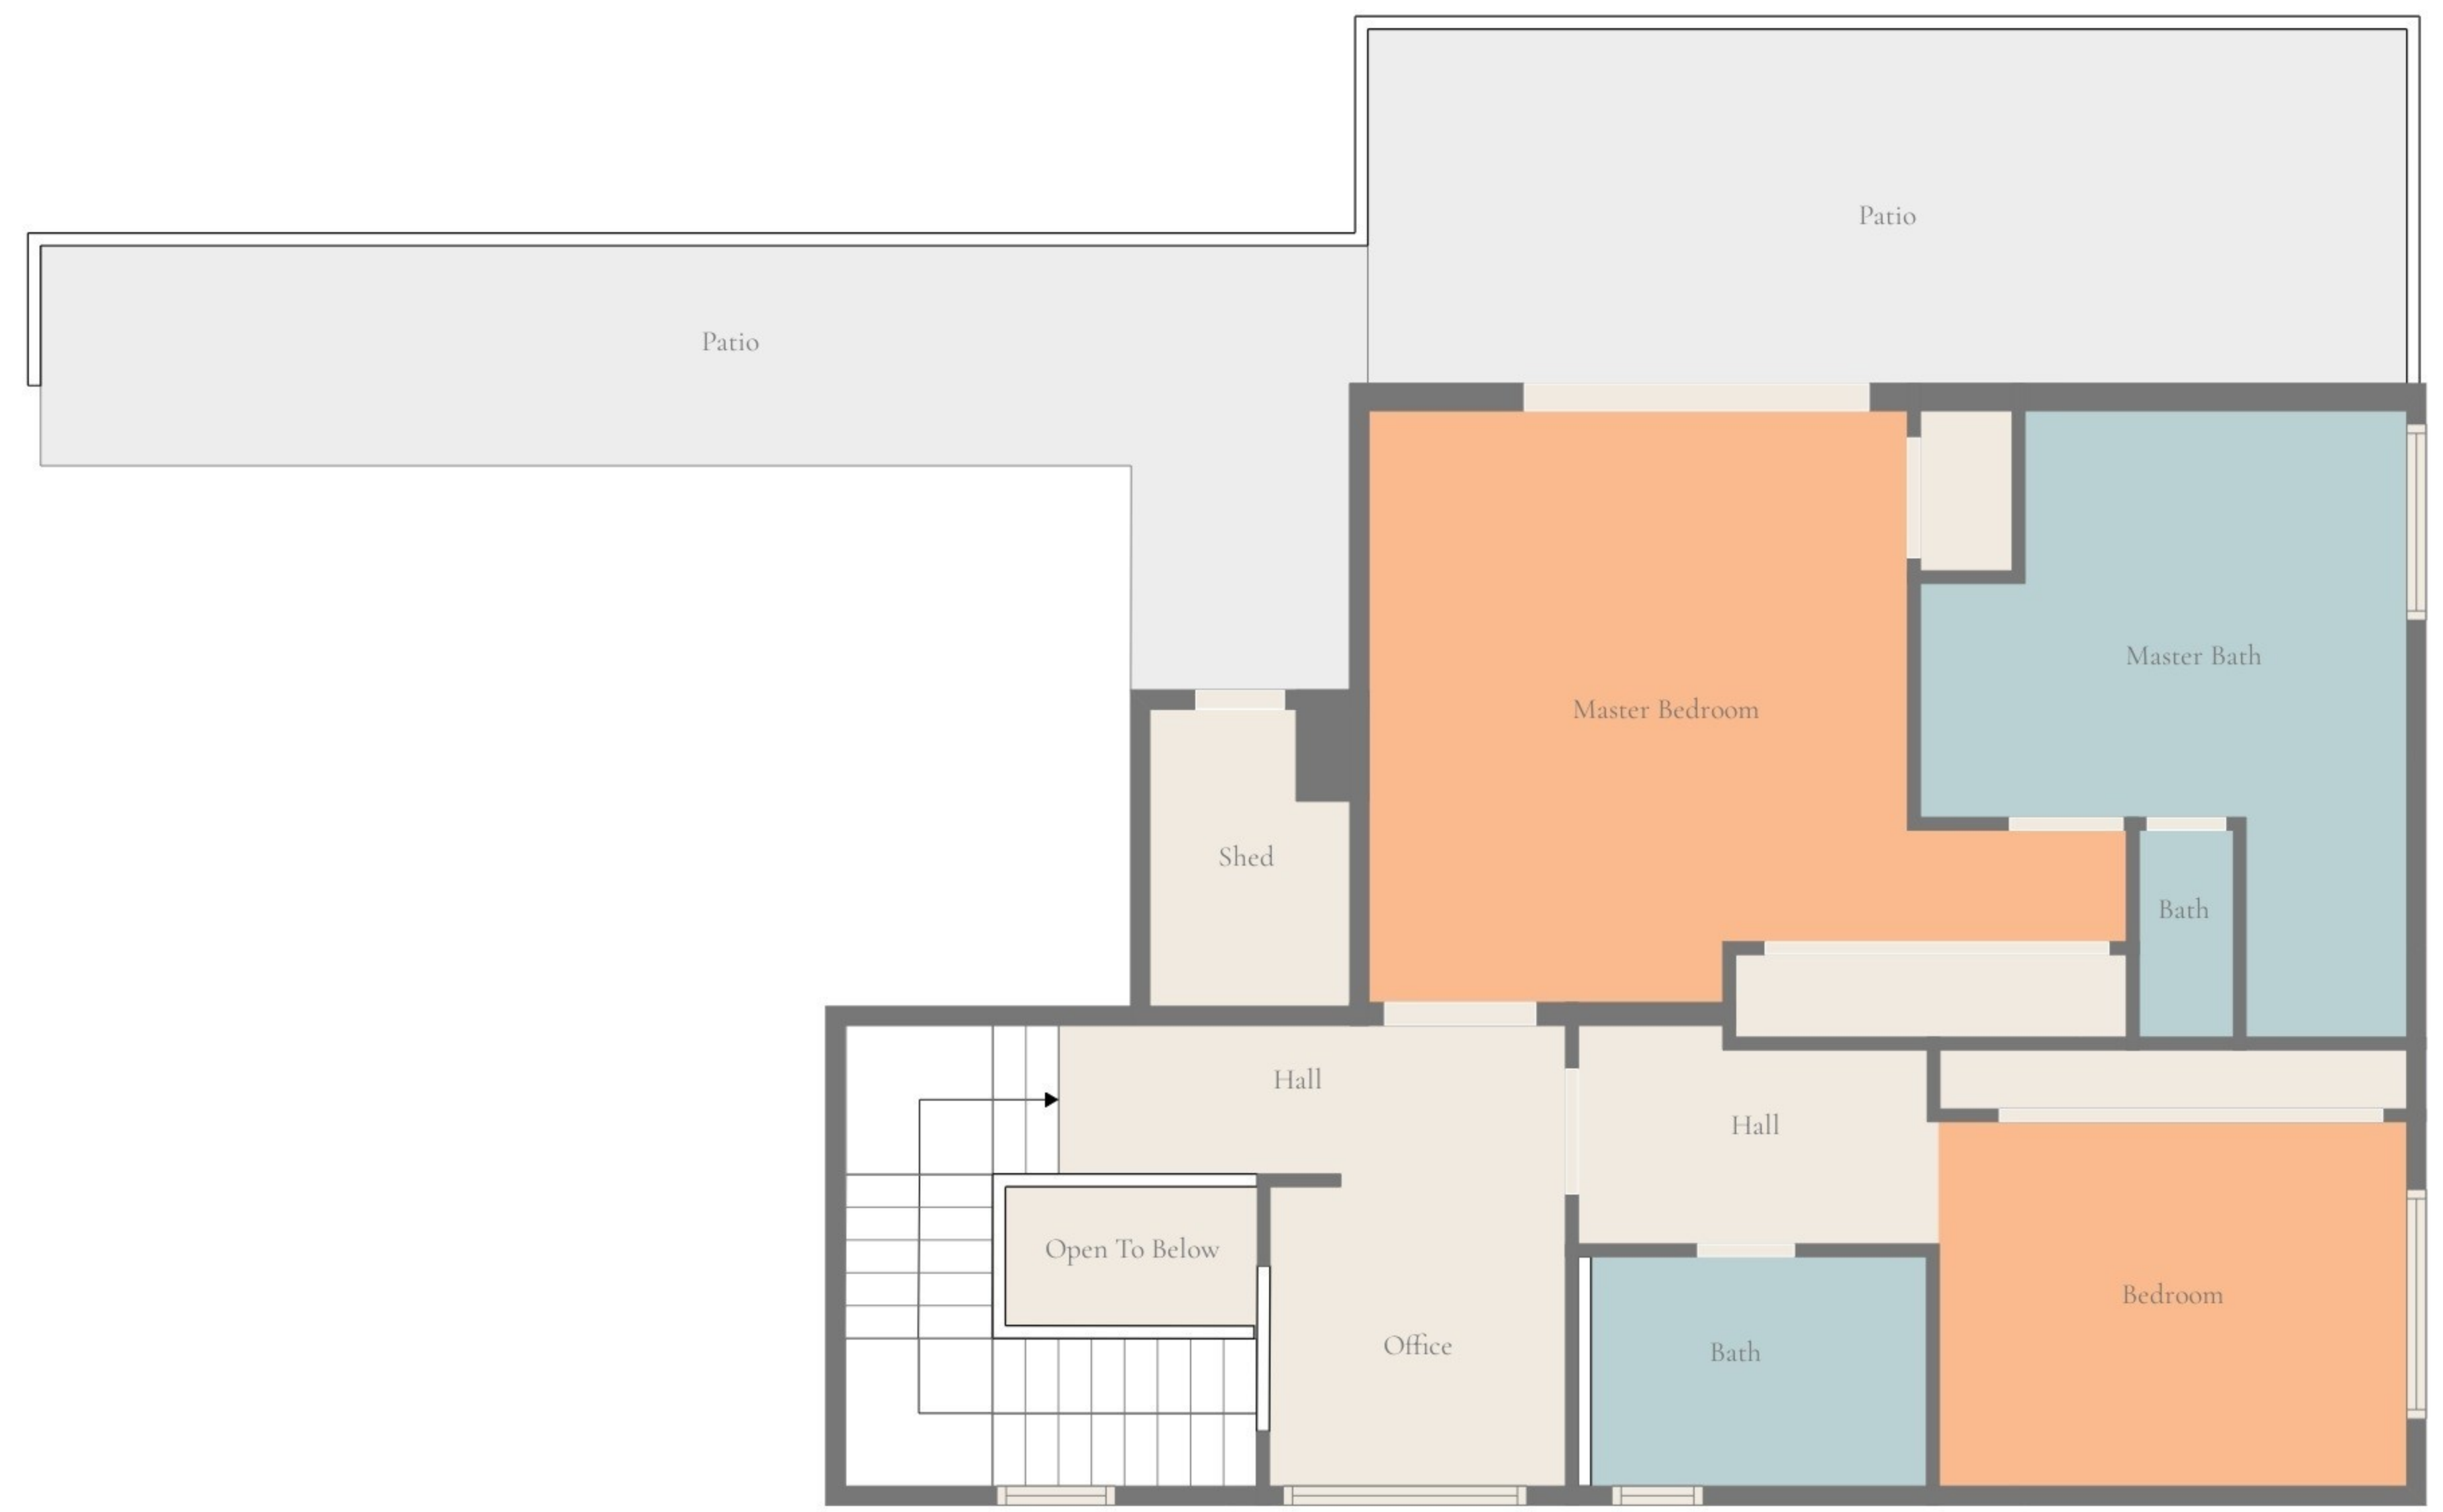 Patio
Patio
Master Bath
Master Bedroom
Shed
Bath
Hall
Hall
Open To Below
Bedroom
Office
Bath